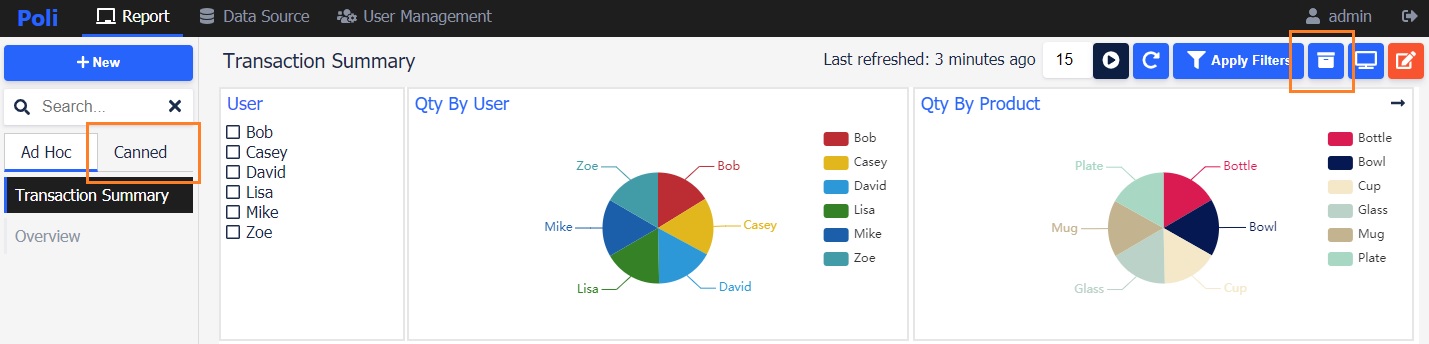 Poli Report Data Source User Management admin
New
Search...
Ad Hoc Canned
Transaction Summary
Overview
Transaction Summary Last refreshed: 3 minutes ago 15 Apply Filters
User
Bob
Casey
David
Lisa
Mike
Zoe
Qty By User
Zoe Bob
Mike Casey
Lisa David
Bob
Casey
David
Lisa
Mike
Zoe
Qty By Product
Plate Bottle
Mug Bowl
Glass Cup
Bottle
Bowl
Cup
Glass
Mug
Plate